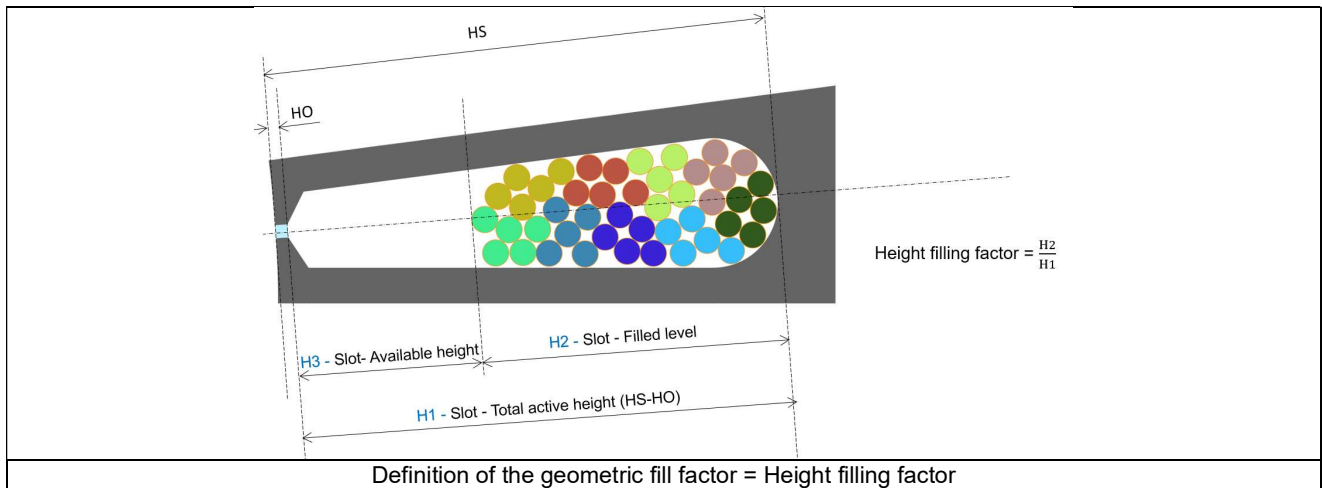 HS
HO
Height filling factor = H2/H1
H3 - Slot- Available height
H2 - Slot - Filled level
H1 - Slot - Total active height (HS-HO)
Definition of the geometric fill factor = Height filling factor